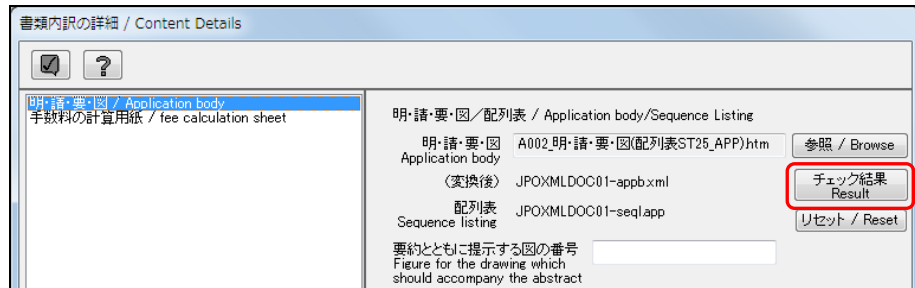 書類内訳の詳細 / Content Details
?
明・請・要・図 / Application body
手数料の計算用紙 / fee calculation sheet
明・請・要・図／配列表 / Application body/Sequence Listing
明・請・要・図 A002_明・請・要・図(配列表ST25_APP).htm 参照 / Browse
Application body
（変換後） JPOXMLDOC01-appb.xml チェック結果
Result
配列表 JPOXMLDOC01-seql.app リセット / Reset
Sequence listing
要約とともに提示する図の番号
Figure for the drawing which
should accompany the abstract